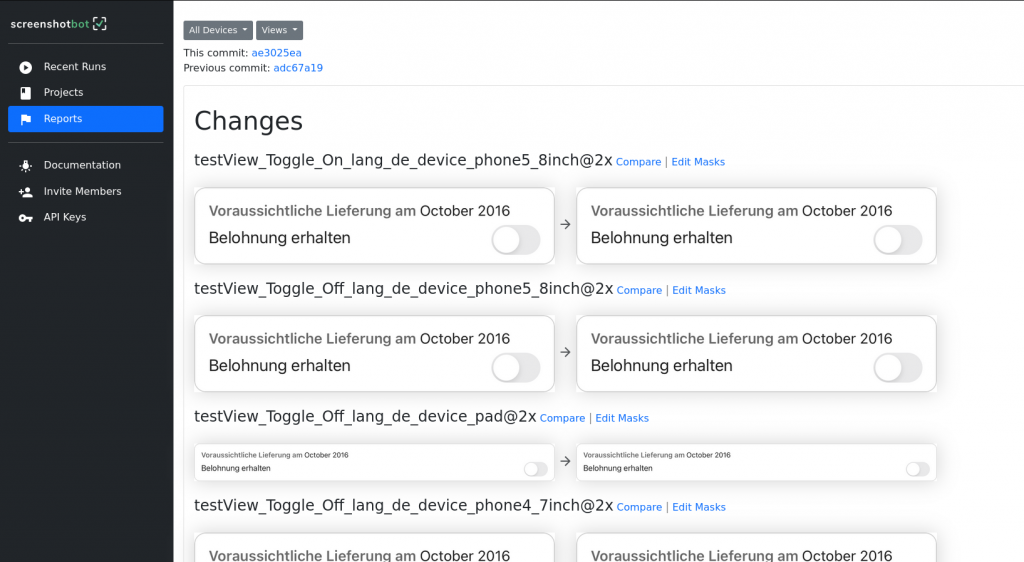 screenshotbot
All Devices Views
This commit: ae3025ea
Previous commit: adc67a19
Recent Runs
Projects
Reports
Documentation
Invite Members
API Keys
Changes
testView_Toggle_On_lang_de_device_phone5_8inch@2x Compare | Edit Masks
Voraussichtliche Lieferung am October 2016 → Voraussichtliche Lieferung am October 2016
Belohnung erhalten Belohnung erhalten
testView_Toggle_Off_lang_de_device_phone5_8inch@2x Compare | Edit Masks
Voraussichtliche Lieferung am October 2016 → Voraussichtliche Lieferung am October 2016
Belohnung erhalten Belohnung erhalten
testView_Toggle_Off_lang_de_device_pad@2x Compare | Edit Masks
Voraussichtliche Lieferung am October 2016 → Voraussichtliche Lieferung am October 2016
Belohnung erhalten Belohnung erhalten
testView_Toggle_Off_lang_de_device_phone4_7inch@2x Compare | Edit Masks
Voraussichtliche Lieferung am October 2016 Voraussichtliche Lieferung am October 2016